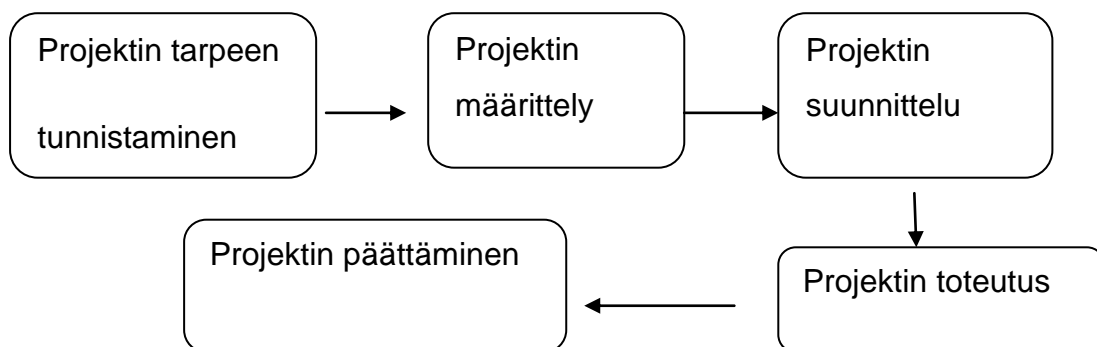 Projektin tarpeen
tunnistaminen
Projektin
määrittely
Projektin
suunnittelu
Projektin toteutus
Projektin päättäminen